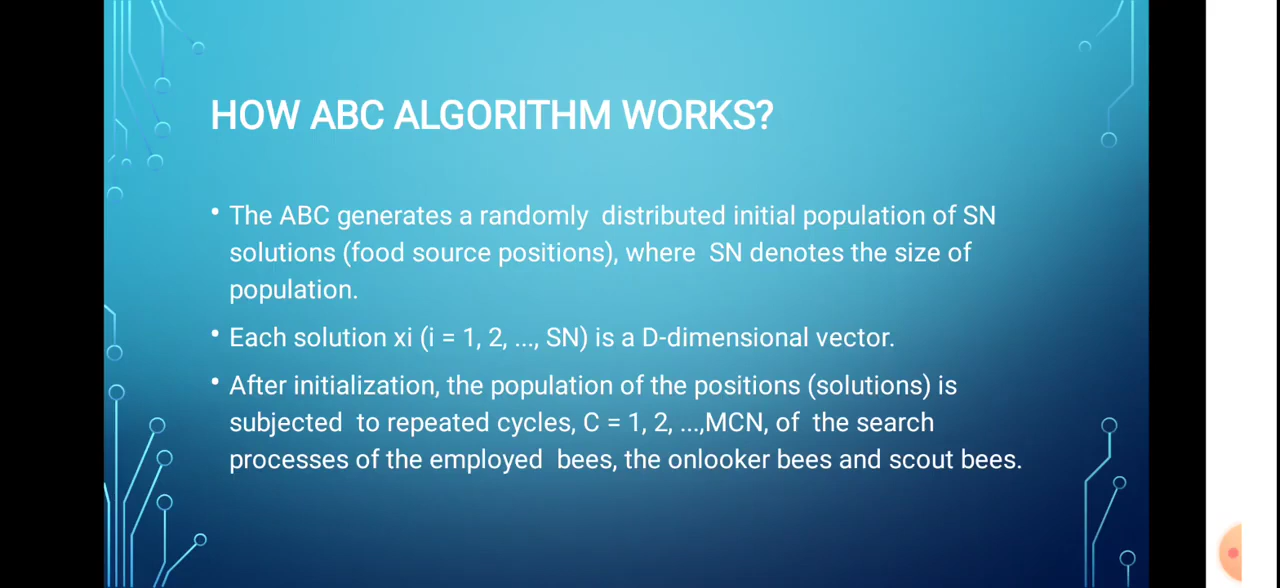 HOW ABC ALGORITHM WORKS?
• The ABC generates a randomly distributed initial population of SN
solutions (food source positions), where SN denotes the size of
population.
• Each solution xi (i = 1, 2, ..., SN) is a D-dimensional vector.
• After initialization, the population of the positions (solutions) is
subjected to repeated cycles, C = 1, 2, ...,MCN, of the search
processes of the employed bees, the onlooker bees and scout bees.